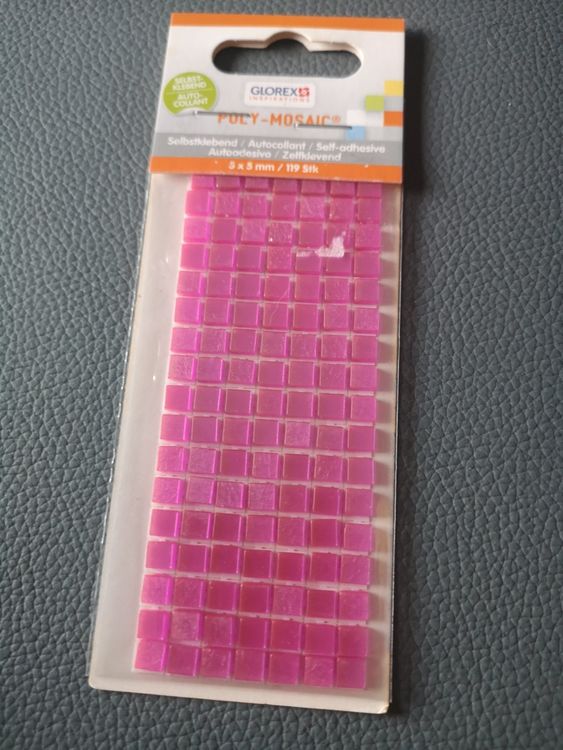 SELBST-
KLEBEND
AUTO-
COLLANT
GLOREX
INSPIRATIONS
POLY-MOSAIC®
Selbstklebend / Autocollant / Self-adhesive
Autoadesivo / Zelfklevend
5 x 5 mm / 119 Stk